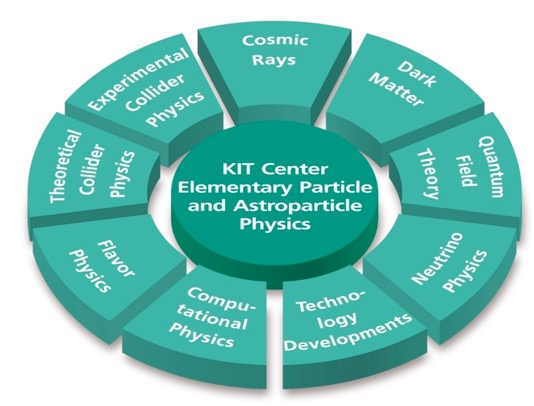 Cosmic
Rays
Dark
Matter
Quantum
Field
Theory
Neutrino
Physics
Techno-
logy
Developments
Compu-
tational
Physics
Flavor
Physics
Theoretical
Collider
Physics
Experimental
Collider
Physics
KIT Center
Elementary Particle
and Astroparticle
Physics